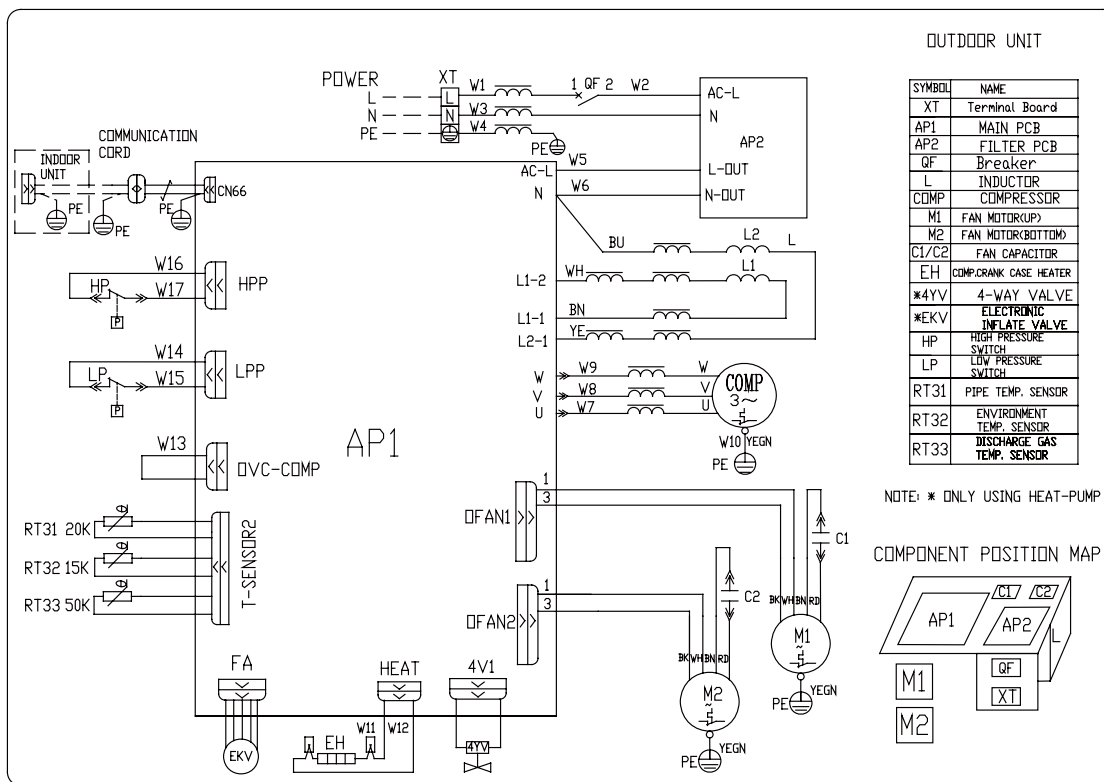 OUTDOOR UNIT
POWER
XT
L
L
N
N
PE
W1
W3
W4
1 QF 2
W2
PE
AC-L
N
AP2
L-OUT
N-OUT
COMMUNICATION
CORD
INDOOR
UNIT
PE
PE
PE
CN66
AC-L
N
W5
W6
BU
L2
L
L1-2
WH
L1
L1-1
BN
L2-1
YE
W16
HP
W17
P
HPP
W14
LP
W15
P
LPP
W
W9
W
V
W8
V
U
W7
U
COMP
3~
W10
YEGN
PE
AP1
W13
OVC-COMP
RT31 20K
θ
RT32 15K
θ
RT33 50K
θ
T-SENSOR2
OFAN1
1
3
C1
OFAN2
1
3
C2
BK WH BN RD
M1
~
YEGN
PE
BK WH BN RD
M2
~
YEGN
PE
FA
EKV
HEAT
W11
W12
EH
4V1
4YV
SYMBOL NAME
XT Terminal Board
AP1 MAIN PCB
AP2 FILTER PCB
QF Breaker
L INDUCTOR
COMP COMPRESSOR
M1 FAN MOTOR(UP)
M2 FAN MOTOR(BOTTOM)
C1/C2 FAN CAPACITOR
EH COMP.CRANK CASE HEATER
*4YV 4-WAY VALVE
*EKV ELECTRONIC
INFLATE VALVE
HP HIGH PRESSURE
SWITCH
LP LOW PRESSURE
SWITCH
RT31 PIPE TEMP. SENSOR
RT32 ENVIRONMENT
TEMP. SENSOR
RT33 DISCHARGE GAS
TEMP. SENSOR
NOTE: * ONLY USING HEAT-PUMP
COMPONENT POSITION MAP
AP1
C1
C2
AP2
L
QF
XT
M1
M2